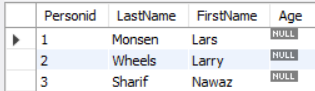 Personid LastName FirstName Age
1 Monsen Lars NULL
2 Wheels Larry NULL
3 Sharif Nawaz NULL